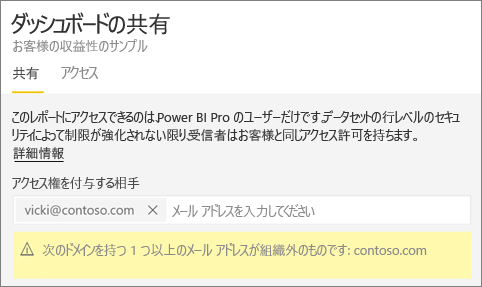 ダッシュボードの共有
お客様の収益性のサンプル
共有 アクセス
このレポートにアクセスできるのは、Power BI Pro のユーザーだけです。データセットの行レベルのセキュ
リティによって制限が強化されない限り、受信者はお客様と同じアクセス許可を持ちます。
詳細情報
アクセス権を付与する相手
vicki@contoso.com × メール アドレスを入力してください
次のドメインを持つ 1 つ以上のメール アドレスが組織外のものです: contoso.com